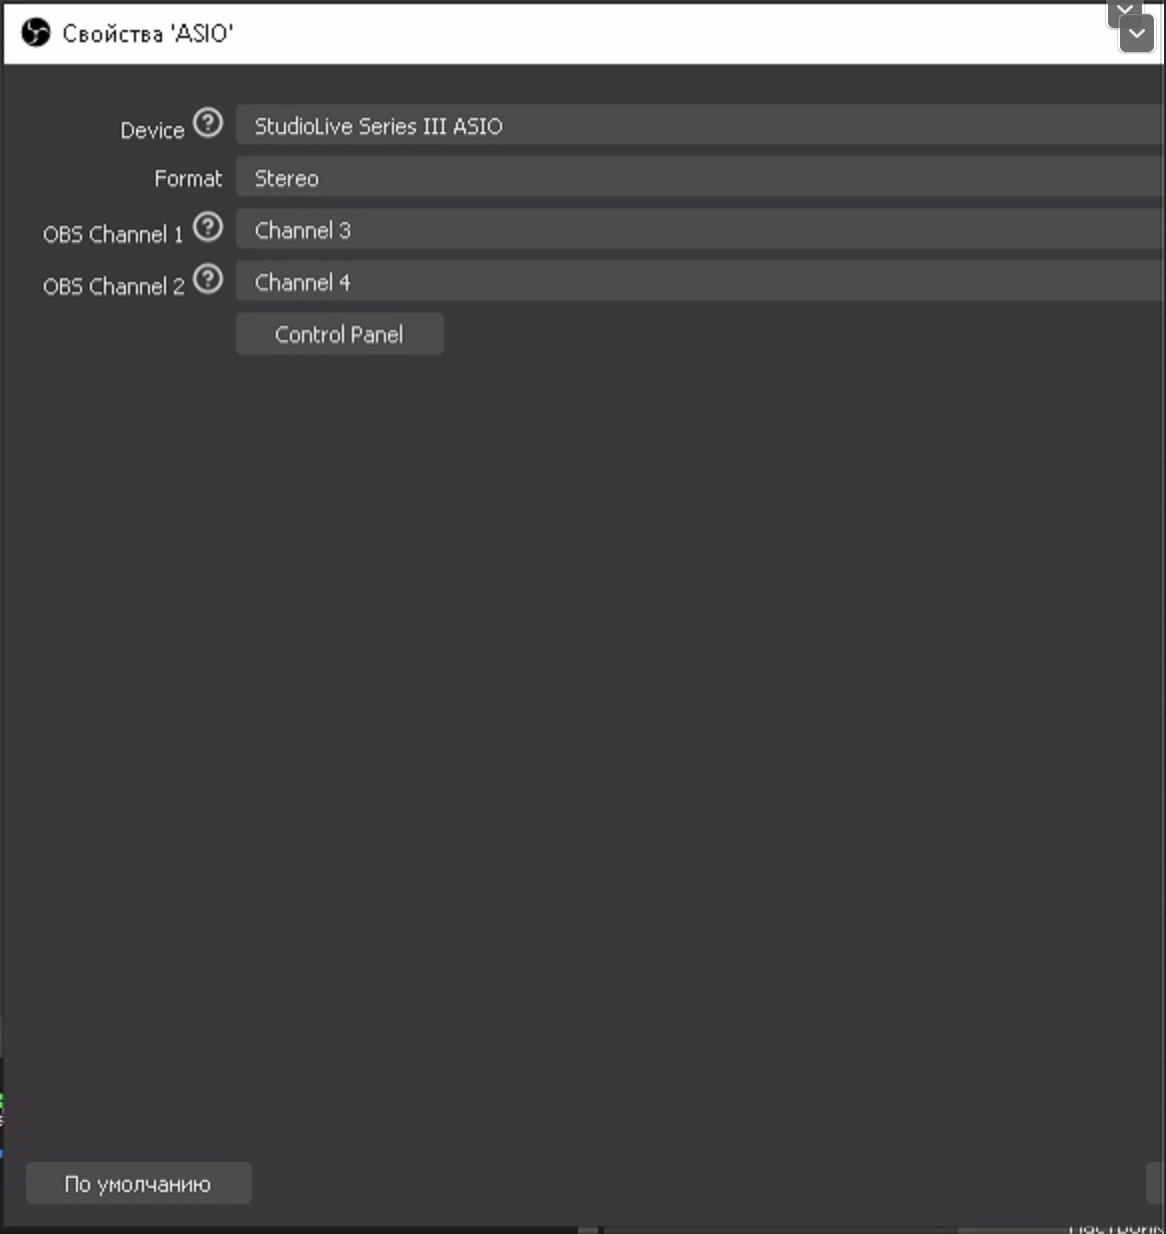 Свойства 'ASIO'
Device ? StudioLive Series III ASIO
Format Stereo
OBS Channel 1 ? Channel 3
OBS Channel 2 ? Channel 4
Control Panel
По умолчанию